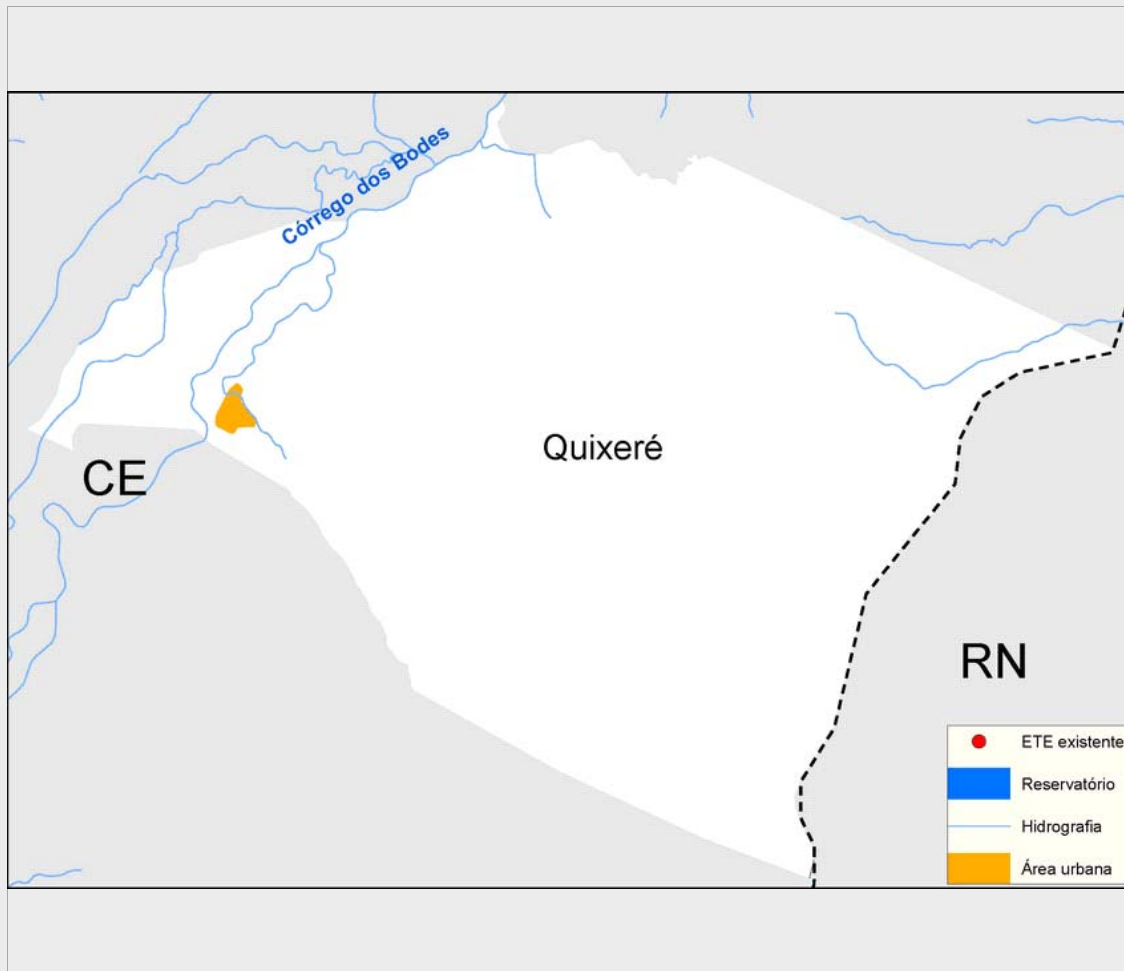 Córrego dos Bodes
Quixeré
CE
RN
ETE existente
Reservatório
Hidrografia
Área urbana